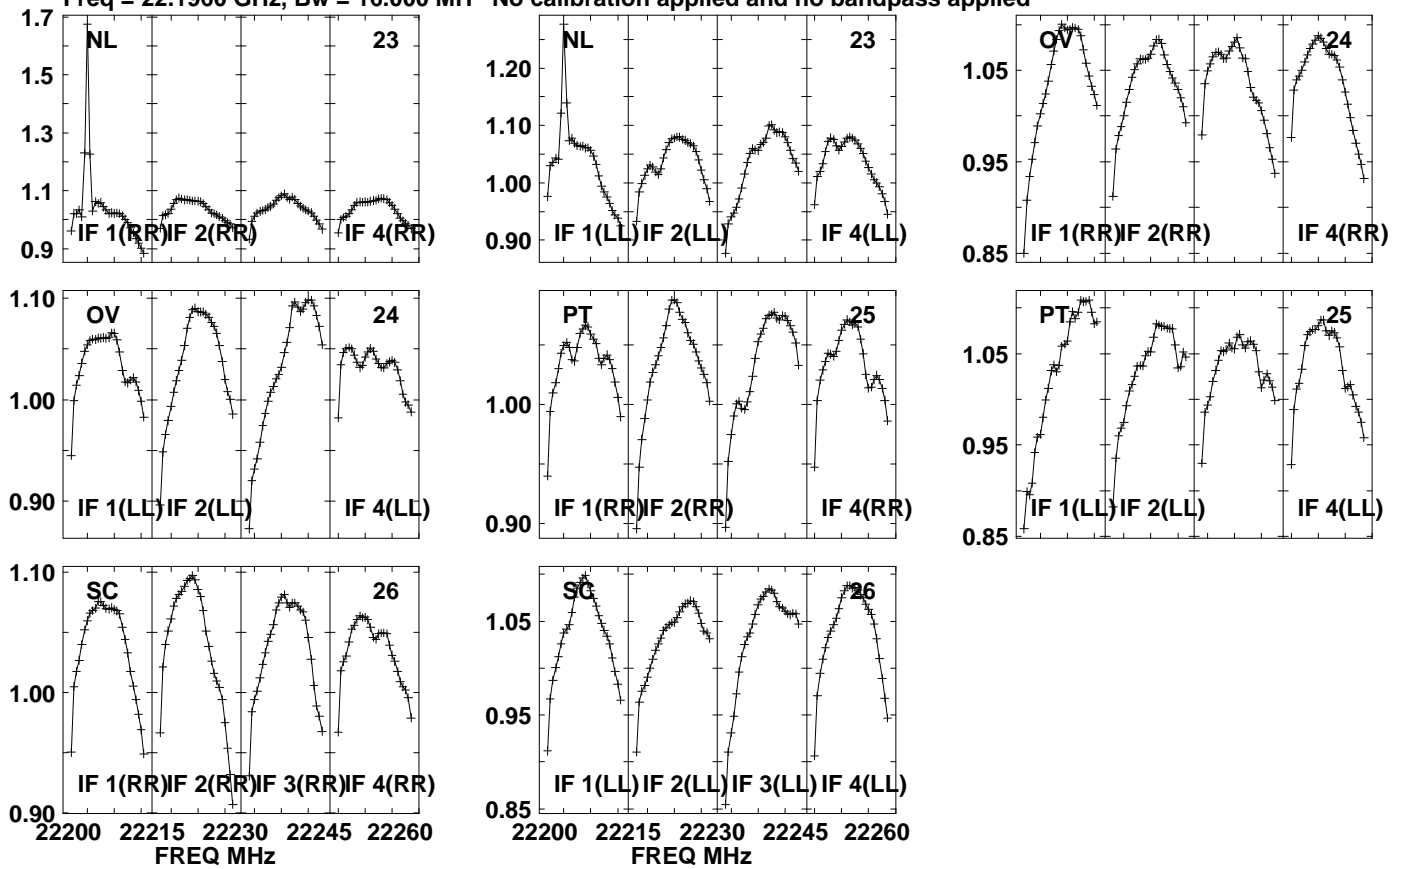 Freq = 22.1960 GHz, Bw = 16.000 MH No calibration applied and no bandpass applied
NL 23
1.7
1.5
1.3
1.1
0.9
IF 1(RR) IF 2(RR) IF 4(RR)
NL 23
1.20
1.10
1.00
0.90
IF 1(LL) IF 2(LL) IF 4(LL)
OV 24
1.05
0.95
0.85
IF 1(RR) IF 2(RR) IF 4(RR)
OV 24
1.10
1.00
0.90
IF 1(LL) IF 2(LL) IF 4(LL)
PT 25
1.00
0.90
IF 1(RR) IF 2(RR) IF 4(RR)
PT 25
1.05
0.95
0.85
IF 1(LL) IF 2(LL) IF 4(LL)
SC 26
1.10
1.00
0.90
IF 1(RR) IF 2(RR) IF 3(RR) IF 4(RR)
22200 22215 22230 22245 22260
FREQ MHz
SC 26
1.05
0.95
0.85
IF 1(LL) IF 2(LL) IF 3(LL) IF 4(LL)
22200 22215 22230 22245 22260
FREQ MHz